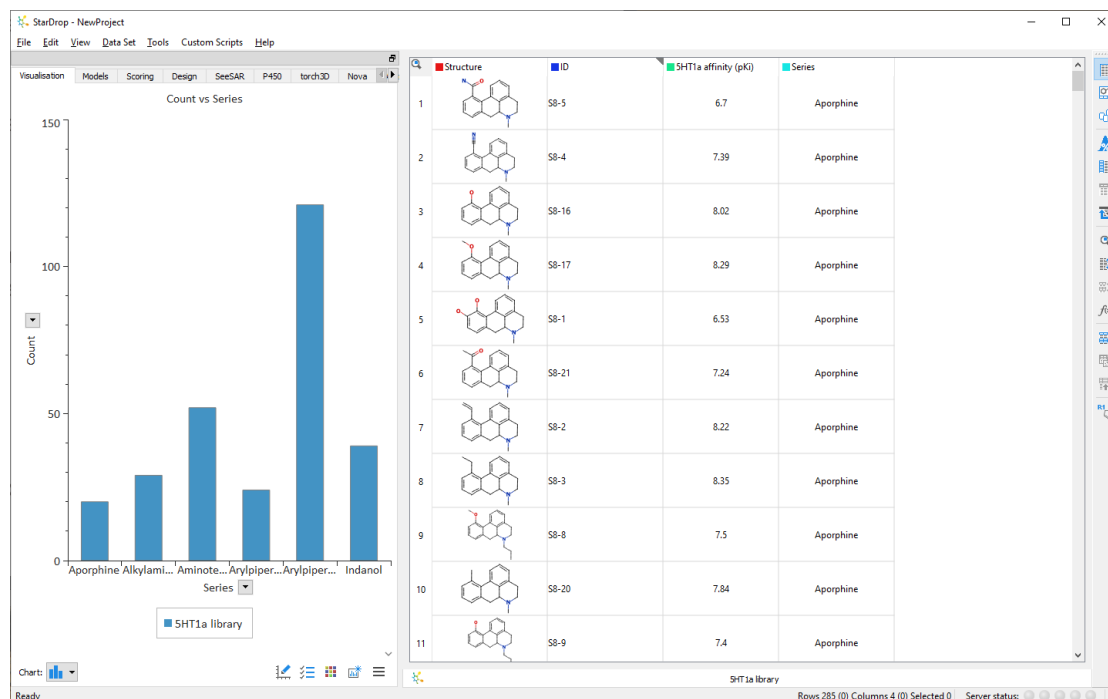 StarDrop - NewProject
File Edit View Data Set Tools Custom Scripts Help
Visualisation Models Scoring Design SeeSAR P450 torch3D Nova
Count vs Series
150
100
50
0
Count
Aporphine Alkylami... Aminote... Arylpiper... Arylpiper... Indanol
Series
5HT1a library
Chart:
Structure ID 5HT1a affinity (pKi) Series
1 S8-5 6.7 Aporphine
2 S8-4 7.39 Aporphine
3 S8-16 8.02 Aporphine
4 S8-17 8.29 Aporphine
5 S8-1 6.53 Aporphine
6 S8-21 7.24 Aporphine
7 S8-2 8.22 Aporphine
8 S8-3 8.35 Aporphine
9 S8-8 7.5 Aporphine
10 S8-20 7.84 Aporphine
11 S8-9 7.4 Aporphine
5HT1a library
Ready
Rows 285 (0) Columns 4 (0) Selected 0 Server status: